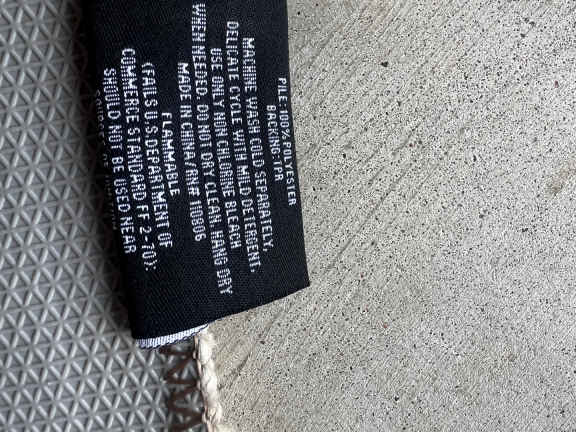 PILE: 100% POLYESTER
BACKING: TPR
MACHINE WASH COLD SEPARATELY,
DELICATE CYCLE WITH MILD DETERGENT.
USE ONLY NON CHLORINE BLEACH
WHEN NEEDED. DO NOT DRY CLEAN. HANG DRY
MADE IN CHINA/RN# 110906
FLAMMABLE
(FAILS U.S. DEPARTMENT OF
COMMERCE STANDARD FF 2-70):
SHOULD NOT BE USED NEAR